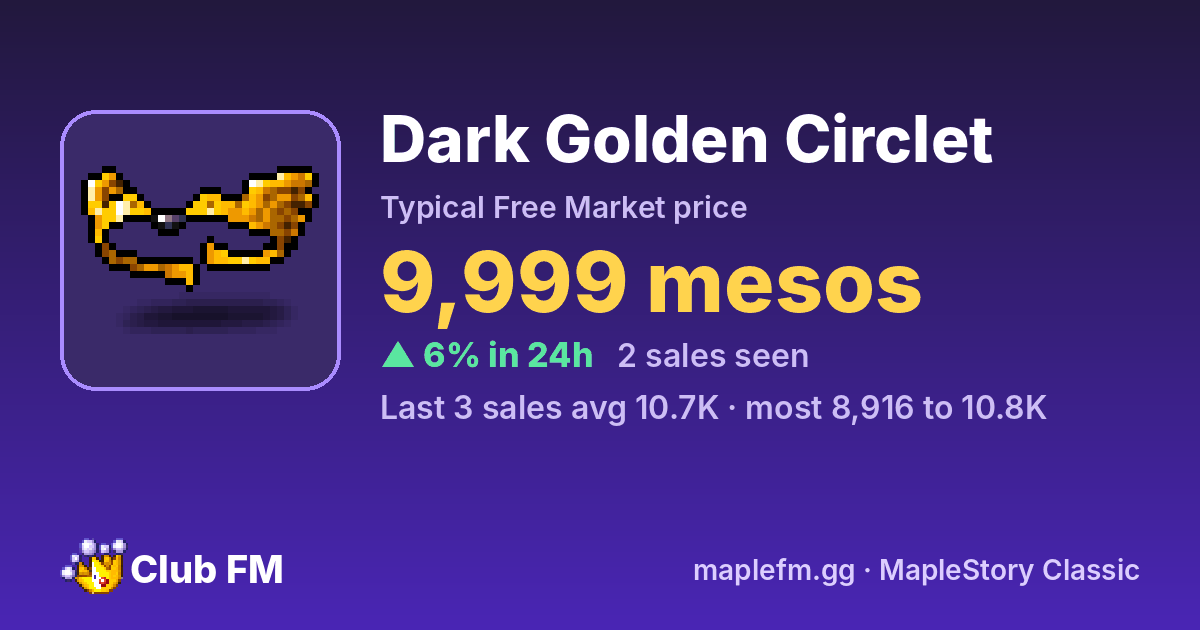 Dark Golden Circlet
Typical Free Market price
9,999 mesos
▲ 6% in 24h 2 sales seen
Last 3 sales avg 10.7K · most 8,916 to 10.8K
Club FM
maplefm.gg · MapleStory Classic